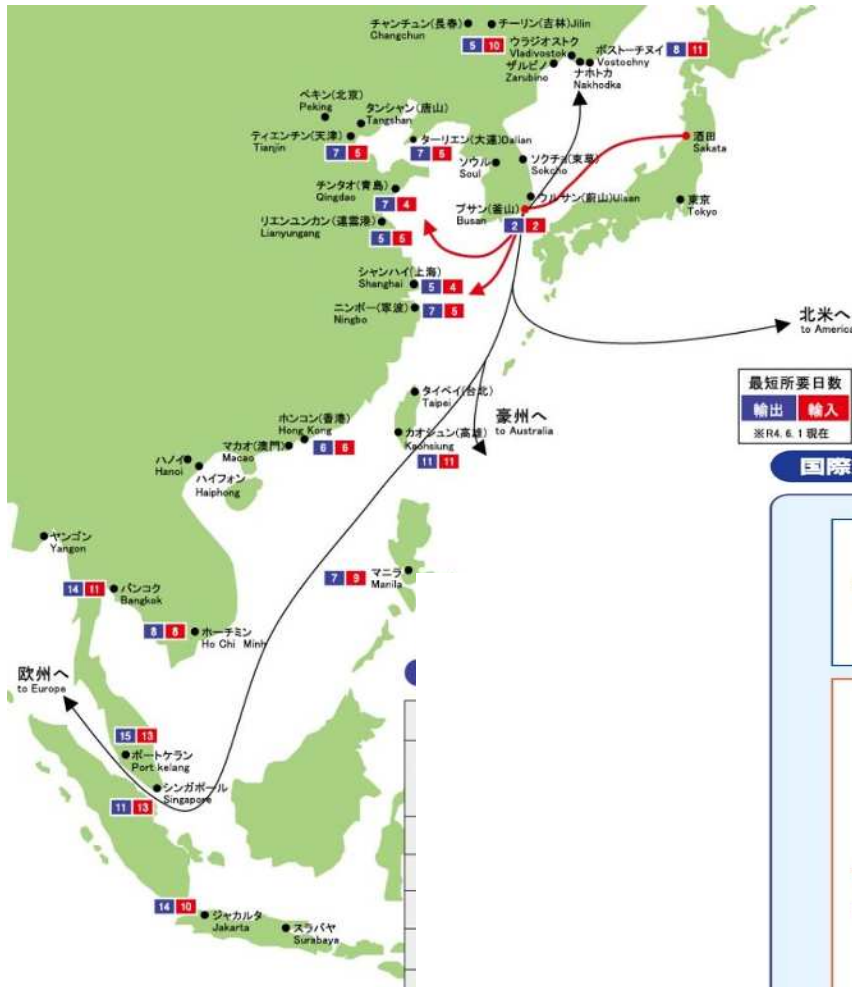 チャンチュン(長春)
Changchun
チーリン(吉林)Jilin
5 10
ウラジオストク
Vladivostok
ザルビノ
Zarubino
ボストーチヌイ
Vostochny
8 11
ナホトカ
Nakhodka
ペキン(北京)
Peking
タンシャン(唐山)
Tangshan
ティエンチン(天津)
Tianjin
7 5
ターリエン(大連)Dalian
7 5
ソウル
Soul
ソクチョ(束草)
Sokcho
酒田
Sakata
チンタオ(青島)
Qingdao
7 4
ウルサン(蔚山)Ulsan
プサン(釜山)
Busan
2 2
東京
Tokyo
リエンユンカン(連雲港)
Lianyungang
5 5
シャンハイ(上海)
Shanghai
5 4
ニンボー(寧波)
Ningbo
7 5
北米へ
to America
最短所要日数
輸出 輸入
※R4.6.1現在
タイペイ(台北)
Taipei
豪州へ
to Australia
ホンコン(香港)
Hong Kong
6 6
マカオ(澳門)
Macao
カオシュン(高雄)
Kaohsiung
11 11
ハノイ
Hanoi
ハイフォン
Haiphong
国際
ヤンゴン
Yangon
14 11
バンコク
Bangkok
7 9
マニラ
Manila
8 8
ホーチミン
Ho Chi Minh
欧州へ
to Europe
15 13
ポートケラン
Port kelang
シンガポール
Singapore
11 13
14 10
ジャカルタ
Jakarta
スラバヤ
Surabaya